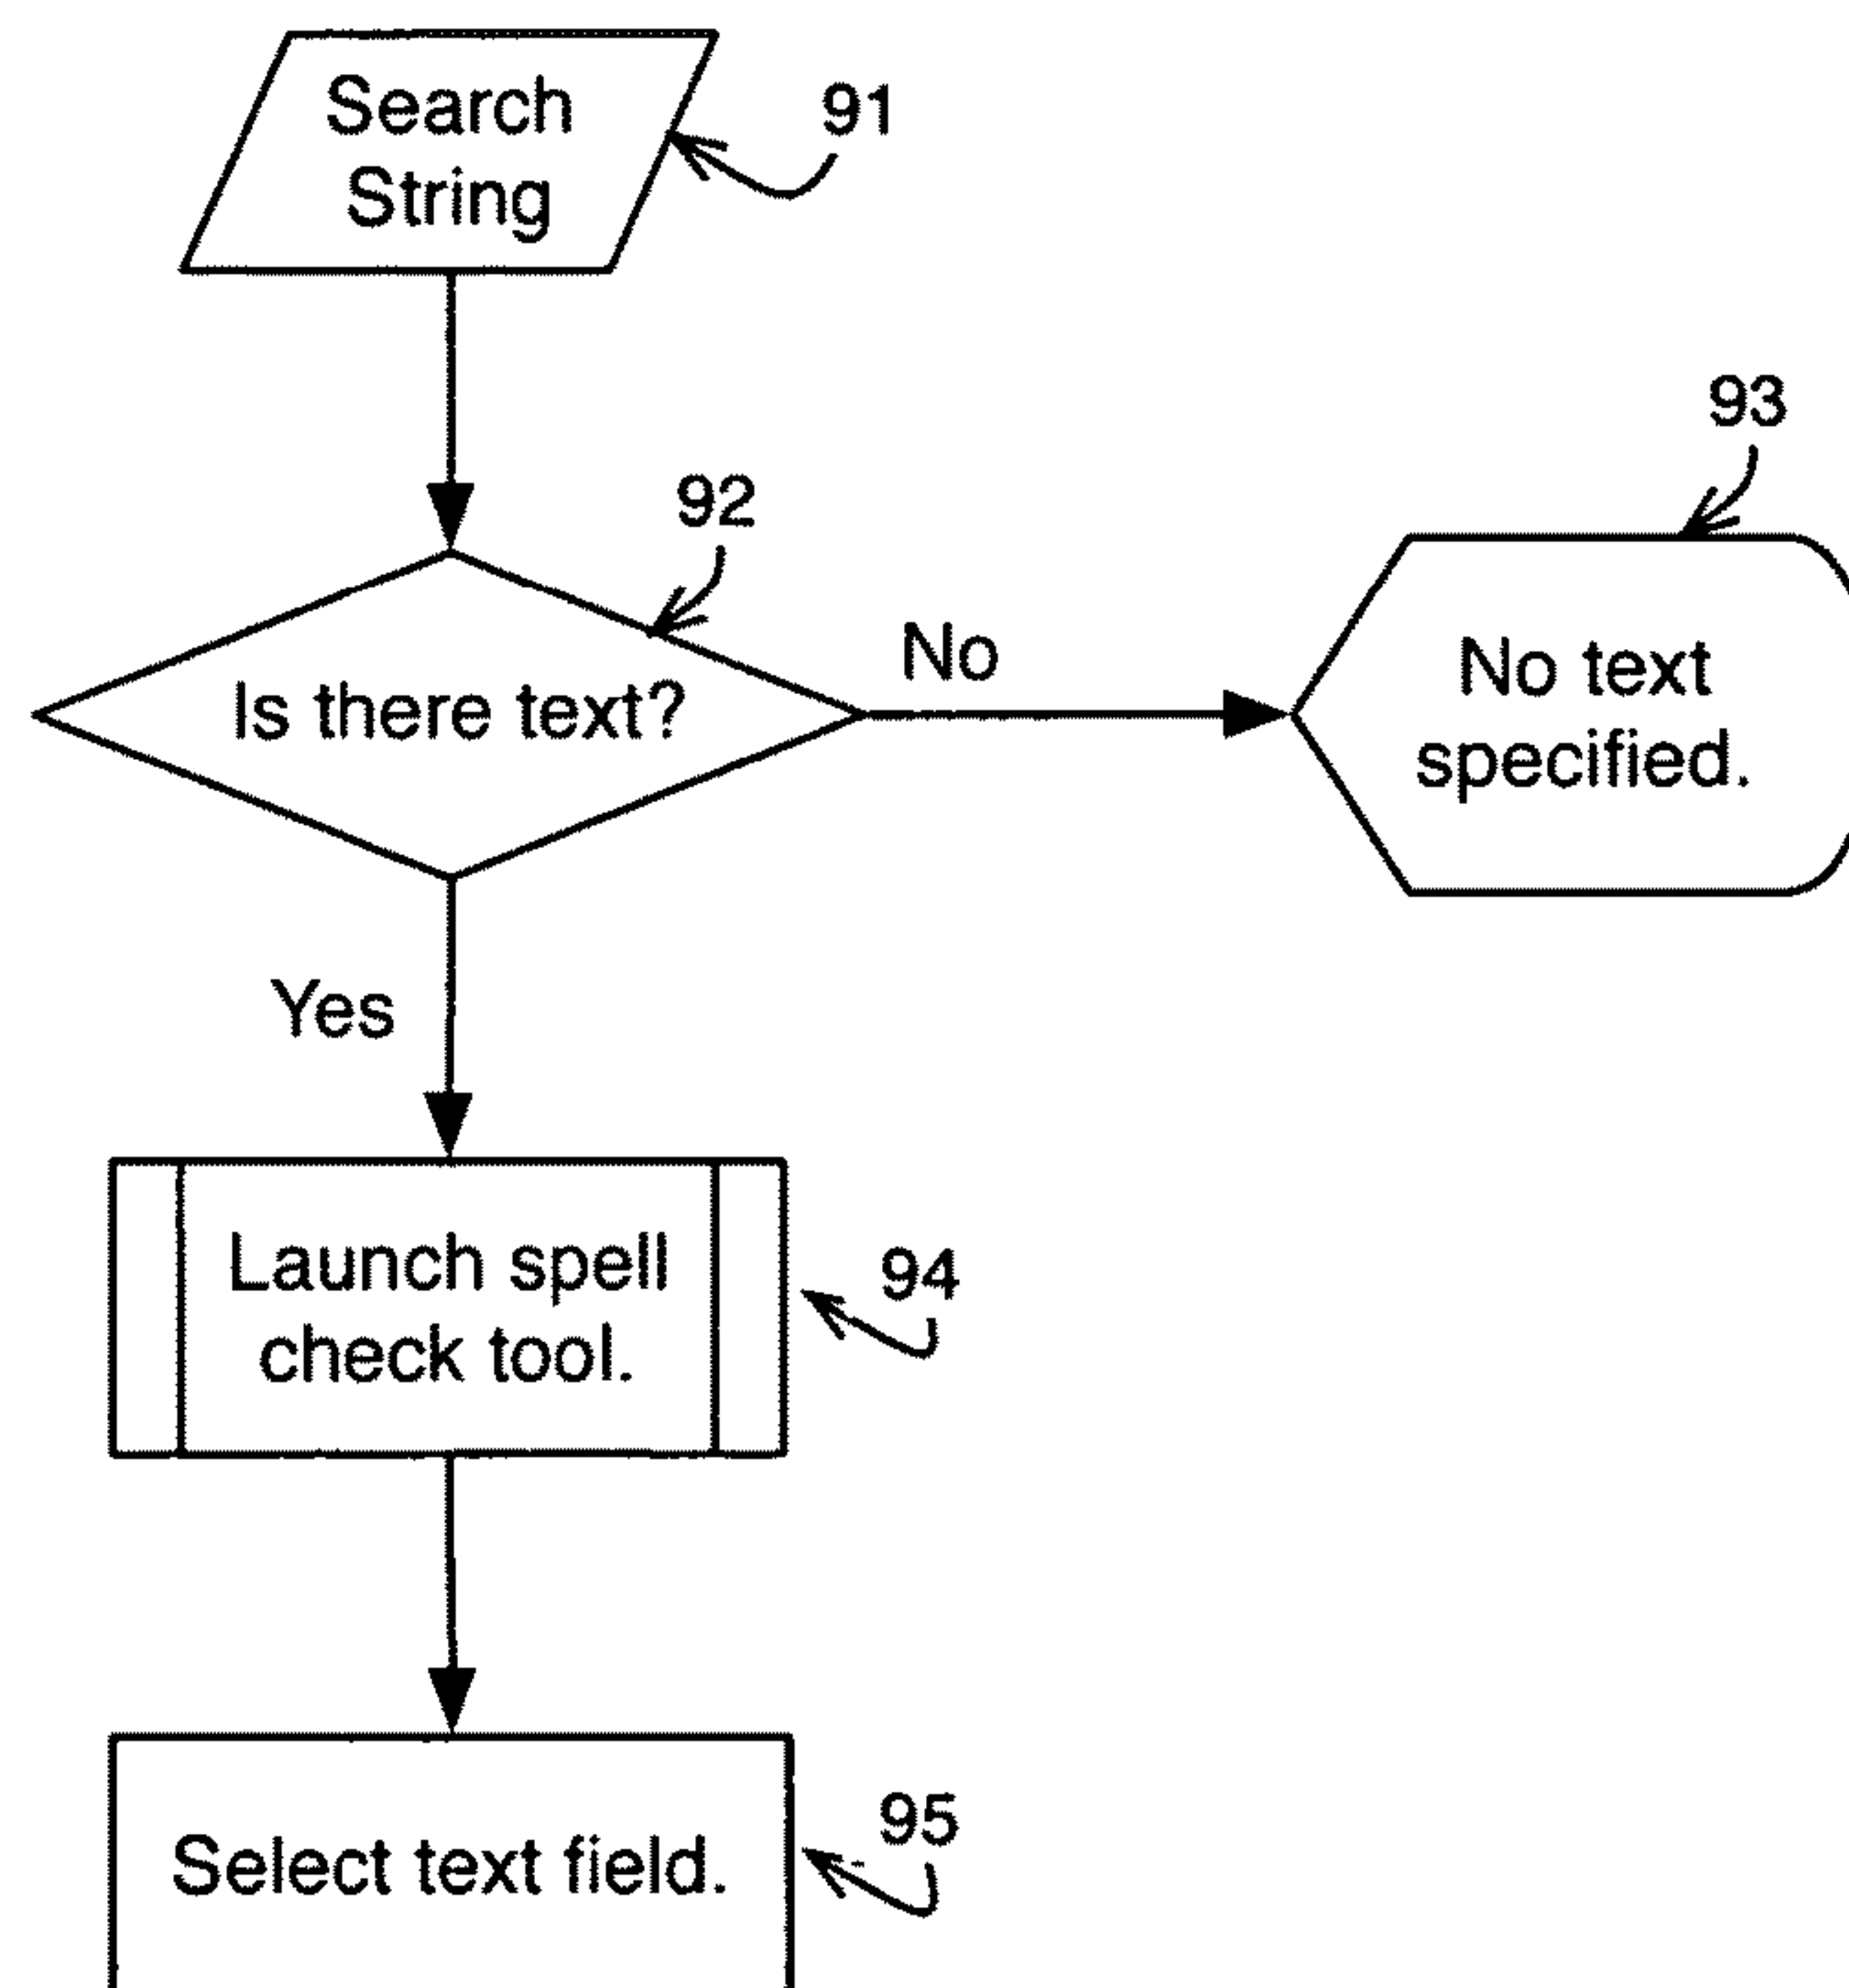 Search
String
91
92
93
Is there text?
No
No text
specified.
Yes
Launch spell
check tool.
94
Select text field.
95